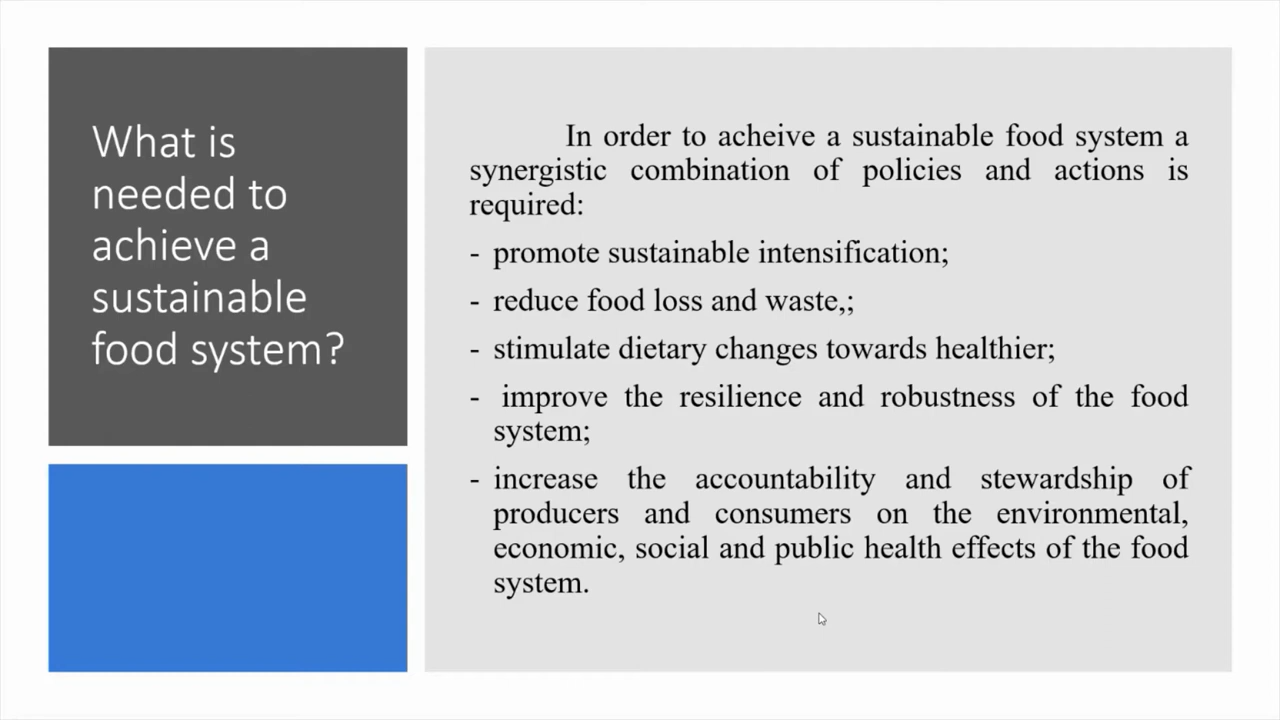 What is
needed to
achieve a
sustainable
food system?
In order to acheive a sustainable food system a
synergistic combination of policies and actions is
required:
- promote sustainable intensification;
- reduce food loss and waste,;
- stimulate dietary changes towards healthier;
- improve the resilience and robustness of the food
system;
- increase the accountability and stewardship of
producers and consumers on the environmental,
economic, social and public health effects of the food
system.